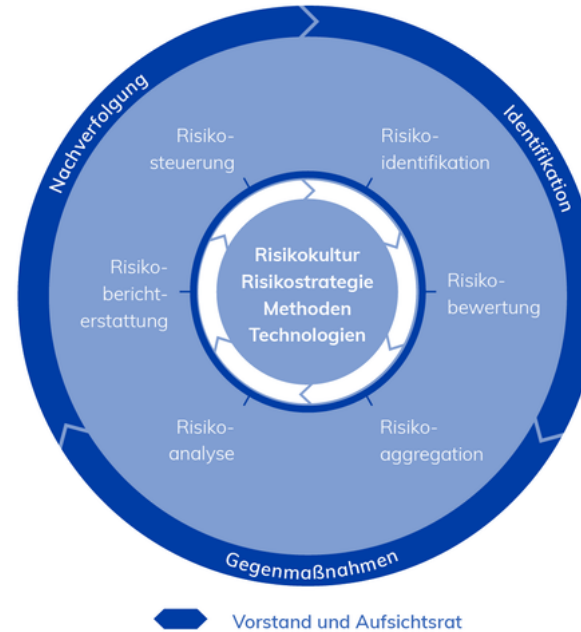 Nachverfolgung
Identifikation
Risiko-
steuerung
Risiko-
identifikation
Risiko-
bericht-
erstattung
Risikokultur
Risikostrategie
Methoden
Technologien
Risiko-
bewertung
Risiko-
analyse
Risiko-
aggregation
Gegenmaßnahmen
Vorstand und Aufsichtsrat